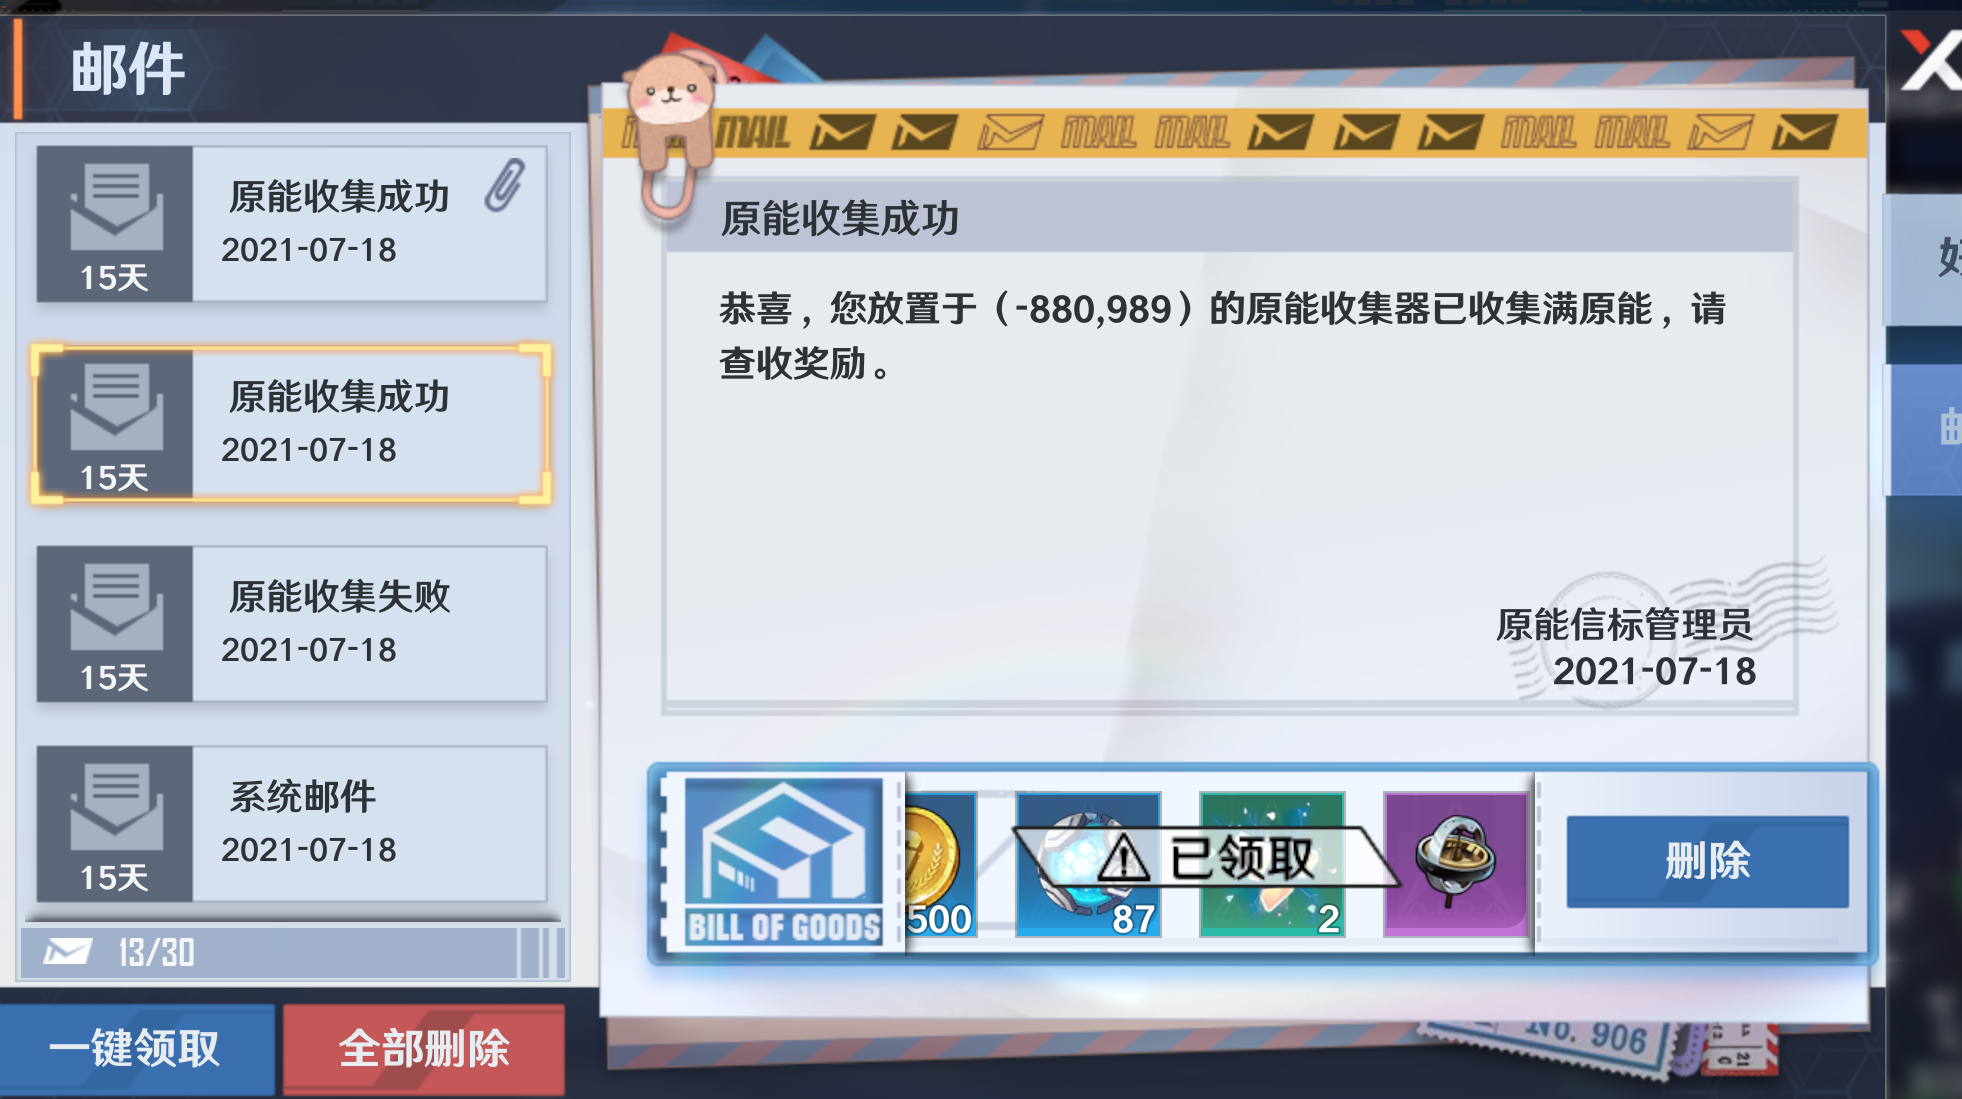 邮件
原能收集成功
2021-07-18
15天
原能收集成功
2021-07-18
15天
原能收集失败
2021-07-18
15天
系统邮件
2021-07-18
15天
13/30
一键领取
全部删除
MAIL MAIL MAIL MAIL MAIL
原能收集成功
恭喜，您放置于（-880,989）的原能收集器已收集满原能，请
查收奖励。
原能信标管理员
2021-07-18
BILL OF GOODS
500
87
2
已领取
删除
No. 906